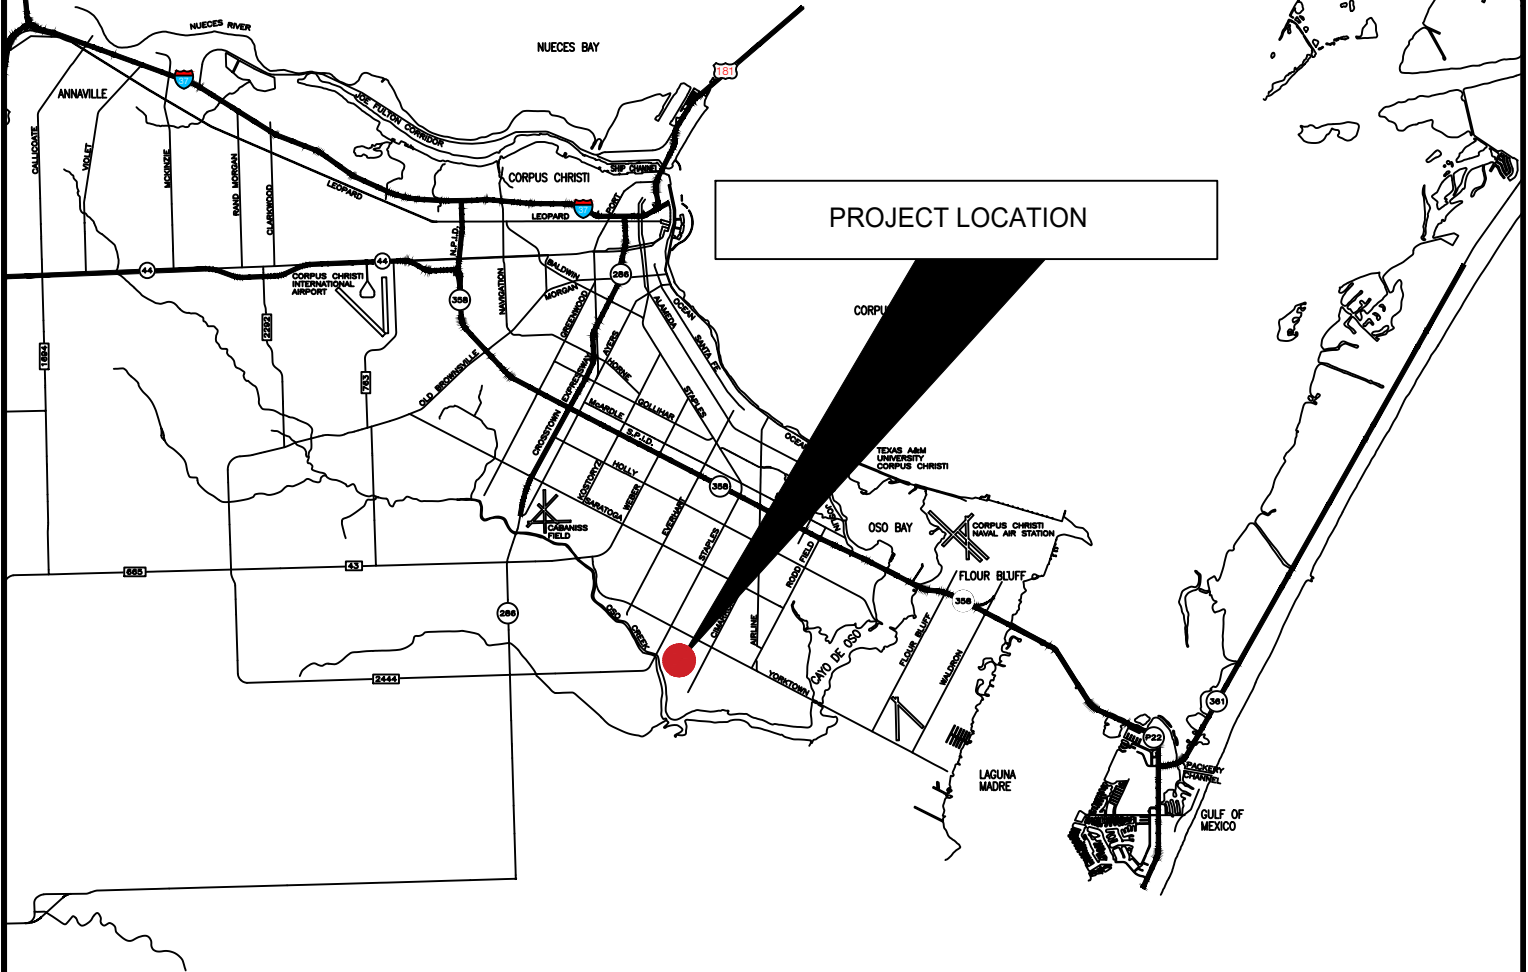 NUECES RIVER
NUECES BAY
37
181
ANNAVILLE
JOE FULTON CORRIDOR
CALLICOATE
VIOLET
MCKINZIE
RAND MORGAN
CLARKWOOD
LEOPARD
CORPUS CHRISTI
SHIP CHANNEL
37
PORT
LEOPARD
PROJECT LOCATION
N.P.I.D.
44
44
CORPUS CHRISTI
INTERNATIONAL
AIRPORT
358
NAVIGATION
BALDWIN
MORGAN
286
GREENWOOD
ALAMEDA
OCEAN
SANTA FE
CORPU
2292
1694
763
OLD BROWNSVILLE
EXPRESSWAY
AYERS
HORNE
McARDLE
GOLLIHAR
STAPLES
CROSSTOWN
S.P.I.D.
OCEAN
TEXAS A&M
UNIVERSITY
CORPUS CHRISTI
KOSTORYZ
HOLLY
WEBER
SARATOGA
358
EVERHART
STAPLES
JOSLIN
OSO BAY
CORPUS CHRISTI
NAVAL AIR STATION
CABANISS
FIELD
RODD FIELD
FLOUR BLUFF
665
43
286
358
OSO
CREEK
AIRLINE
CAYO DE OSO
FLOUR BLUFF
WALDRON
YORKTOWN
2444
361
P22
PACKERY
CHANNEL
LAGUNA
MADRE
GULF OF
MEXICO